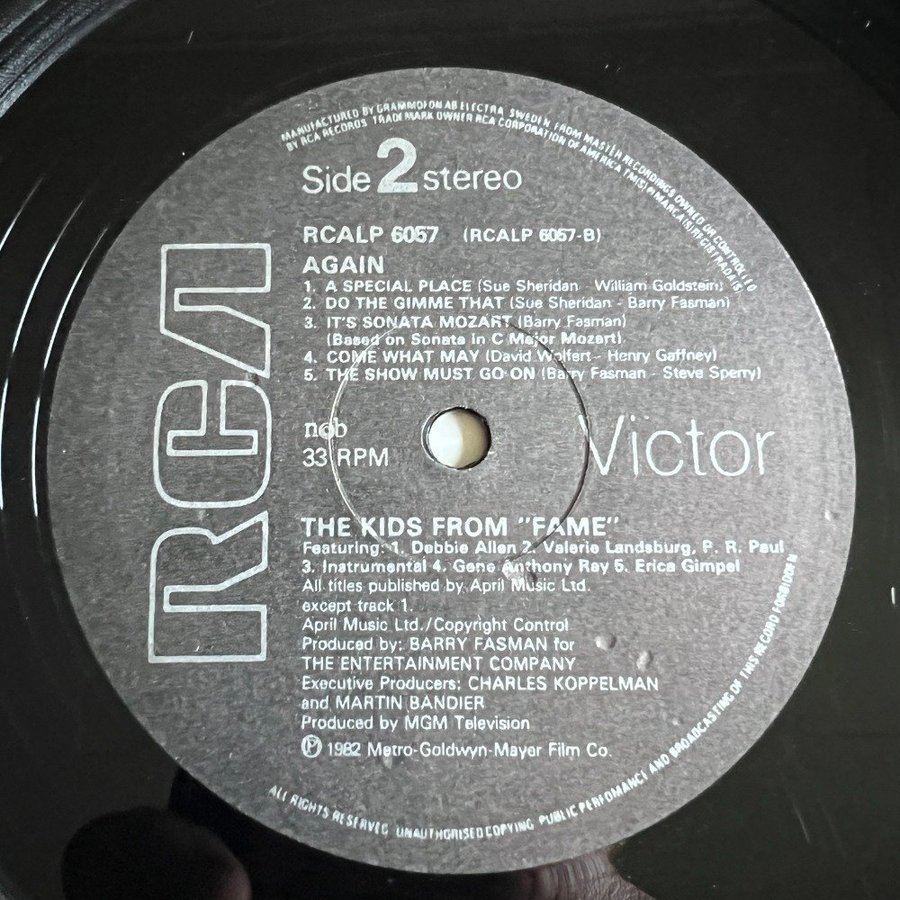 MANUFACTURED BY GRAMMOFON AB ELECTRA, SWEDEN, FROM MASTER RECORDINGS OWNED OR CONTROLLED
BY RCA RECORDS. TRADEMARK OWNER RCA CORPORATION OF AMERICA TM(S) ® MARCA(S) REGISTRADA(S)
Side 2 stereo
RCALP 6057 (RCALP 6057-B)
AGAIN
1. A SPECIAL PLACE (Sue Sheridan - William Goldstein)
2. DO THE GIMME THAT (Sue Sheridan - Barry Fasman)
3. IT'S SONATA MOZART (Barry Fasman)
(Based on Sonata in C Major Mozart)
4. COME WHAT MAY (David Wolfert - Henry Gaffney)
5. THE SHOW MUST GO ON (Barry Fasman - Steve Sperry)
RCA
nob
33 RPM
Victor
THE KIDS FROM "FAME"
Featuring: 1. Debbie Allen 2. Valerie Landsburg, P. R. Paul
3. Instrumental 4. Gene Anthony Ray 5. Erica Gimpel
All titles published by April Music Ltd.
except track 1.
April Music Ltd./Copyright Control
Produced by: BARRY FASMAN for
THE ENTERTAINMENT COMPANY
Executive Producers: CHARLES KOPPELMAN
and MARTIN BANDIER
Produced by MGM Television
℗ 1982 Metro-Goldwyn-Mayer Film Co.
ALL RIGHTS RESERVED UNAUTHORISED COPYING PUBLIC PERFOMANCE AND BROADCASTING OF THIS RECORD FORBIDDEN